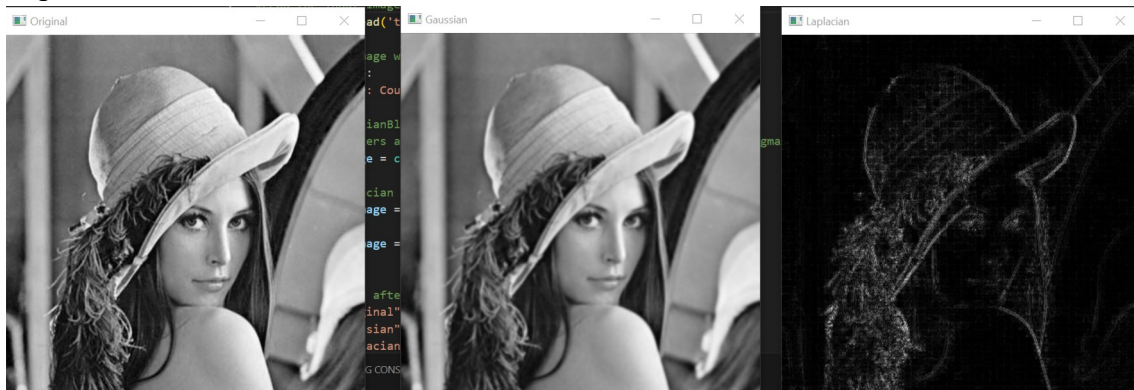 Original
Gaussian
Laplacian
ad('t
age w
:
: Cou
ianBl
ers a
gma
e = c
cian
age =
age =
afte
inal"
sian"
acian
G CONS